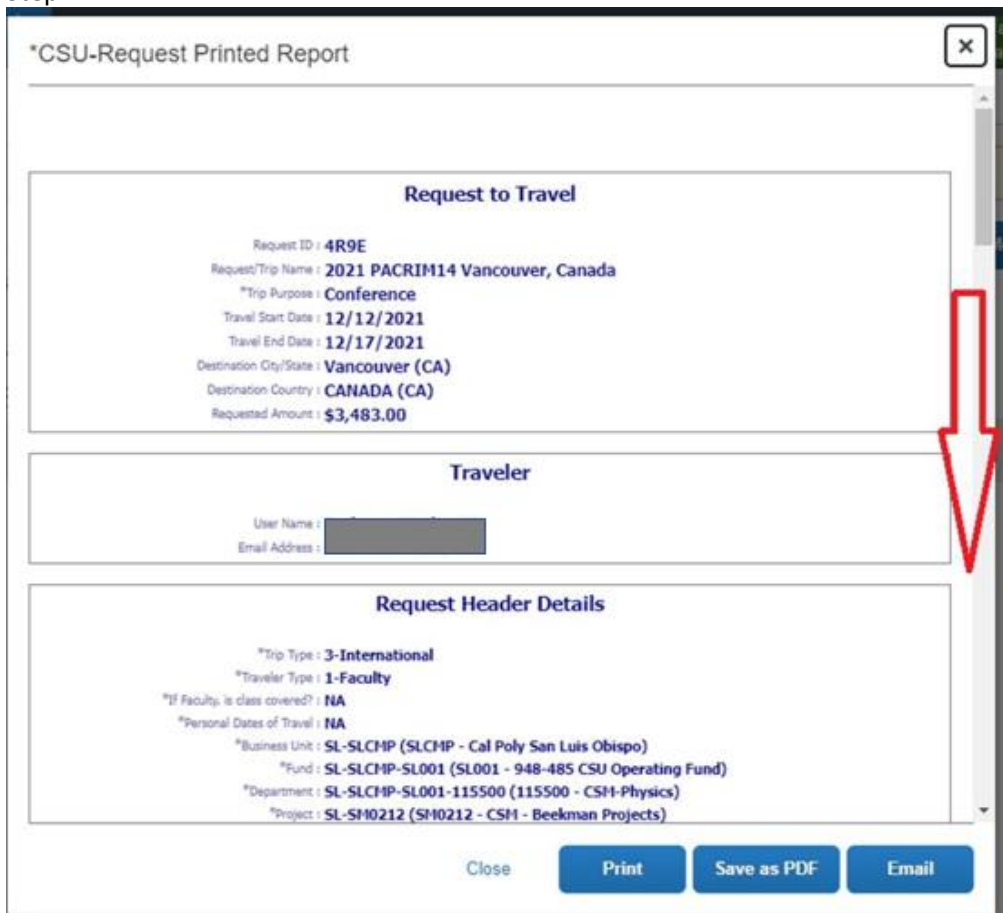 step
*CSU-Request Printed Report
×
Request to Travel
Request ID : 4R9E
Request/Trip Name : 2021 PACRIM14 Vancouver, Canada
*Trip Purpose : Conference
Travel Start Date : 12/12/2021
Travel End Date : 12/17/2021
Destination City/State : Vancouver (CA)
Destination Country : CANADA (CA)
Requested Amount : $3,483.00
Traveler
User Name :
Email Address :
Request Header Details
*Trip Type : 3-International
*Traveler Type : 1-Faculty
*If Faculty, is class covered? : NA
*Personal Dates of Travel : NA
*Business Unit : SL-SLCMP (SLCMP - Cal Poly San Luis Obispo)
*Fund : SL-SLCMP-SL001 (SL001 - 948-485 CSU Operating Fund)
*Department : SL-SLCMP-SL001-115500 (115500 - CSM-Physics)
*Project : SL-SM0212 (SM0212 - CSM - Beekman Projects)
Close Print Save as PDF Email